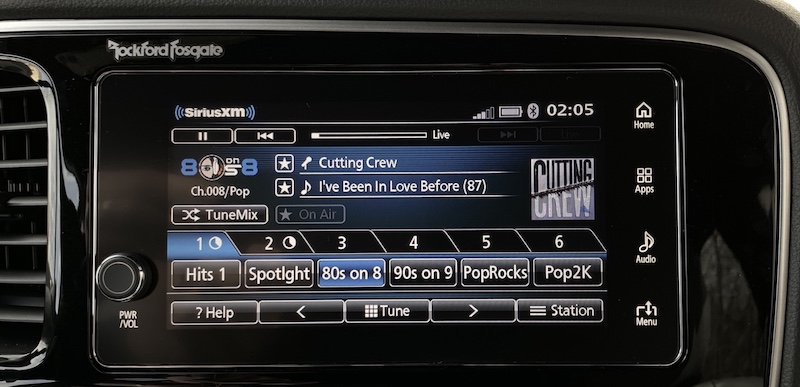 Rockford Fosgate
SiriusXM 02:05
Live
80s on 8 Cutting Crew
Ch.008/Pop I've Been In Love Before (87)
CUTTING CREW
TuneMix On Air
1 2 3 4 5 6
Hits 1 Spotlght 80s on 8 90s on 9 PopRocks Pop2K
? Help < Tune > Station
Home
Apps
Audio
Menu
PWR
/VOL